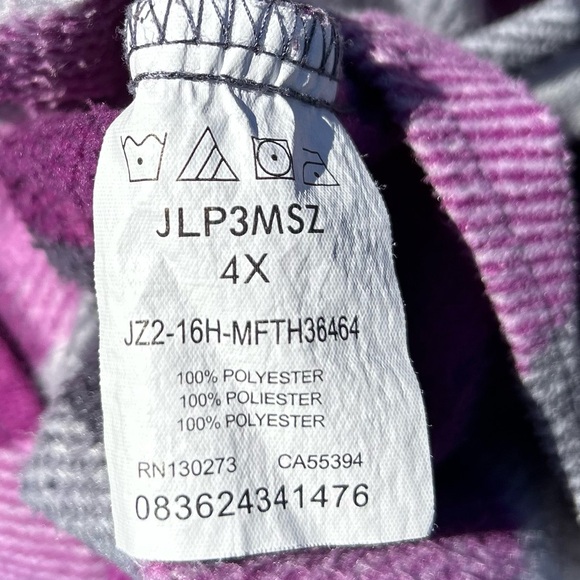 JLP3MSZ
4X
JZ2-16H-MFTH36464
100% POLYESTER
100% POLIESTER
100% POLYESTER
RN130273 CA55394
083624341476